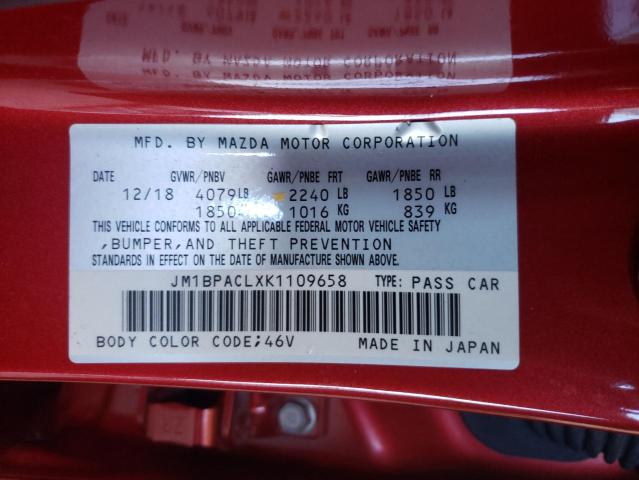 MFD. BY MAZDA MOTOR CORPORATION
DATE GVWR/PNBV GAWR/PNBE FRT GAWR/PNBE RR
12/18 4079LB 2240 LB 1850 LB
1850 1016 KG 839 KG
THIS VEHICLE CONFORMS TO ALL APPLICABLE FEDERAL MOTOR VEHICLE SAFETY
,BUMPER,AND THEFT PREVENTION
STANDARDS IN EFFECT ON THE DATE OF MANUFACTURE SHOWN ABOVE.
JM1BPACLXK1109658 TYPE: PASS CAR
BODY COLOR CODE;46V MADE IN JAPAN